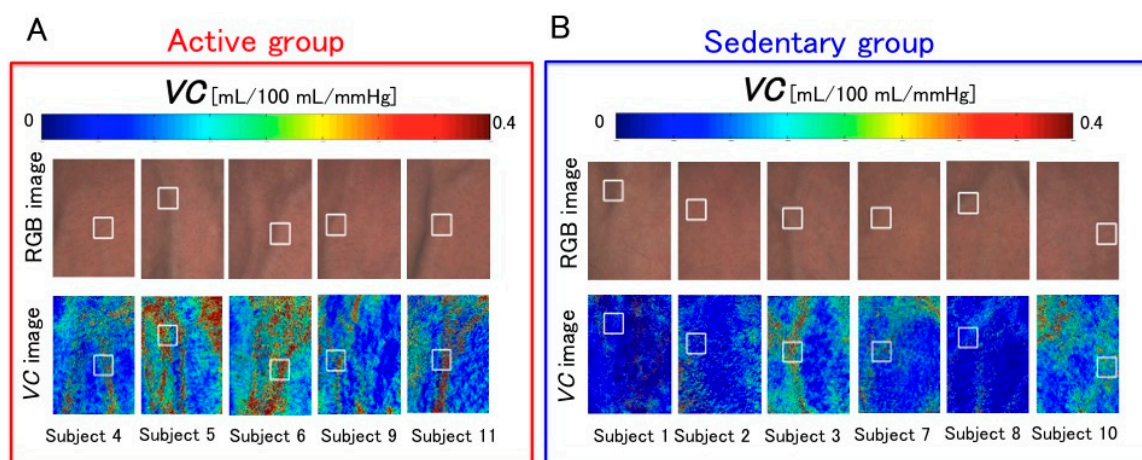 A
Active group
VC [mL/100 mL/mmHg]
0
0.4
RGB image
VC image
Subject 4
Subject 5
Subject 6
Subject 9
Subject 11
B
Sedentary group
VC [mL/100 mL/mmHg]
0
0.4
RGB image
VC image
Subject 1
Subject 2
Subject 3
Subject 7
Subject 8
Subject 10